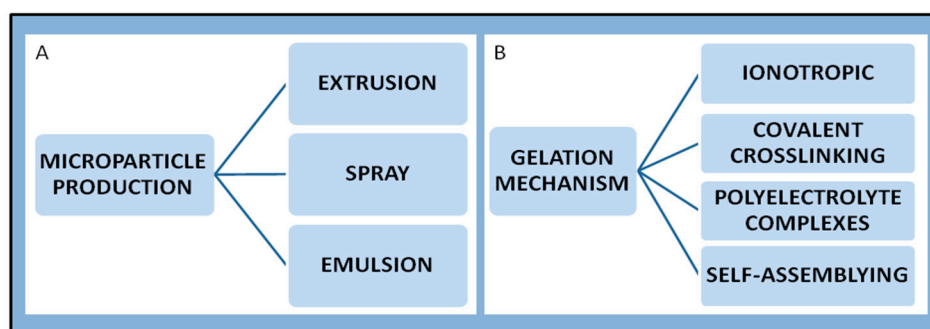 A
MICROPARTICLE
PRODUCTION
EXTRUSION
SPRAY
EMULSION
B
GELATION
MECHANISM
IONOTROPIC
COVALENT
CROSSLINKING
POLYELECTROLYTE
COMPLEXES
SELF-ASSEMBLYING